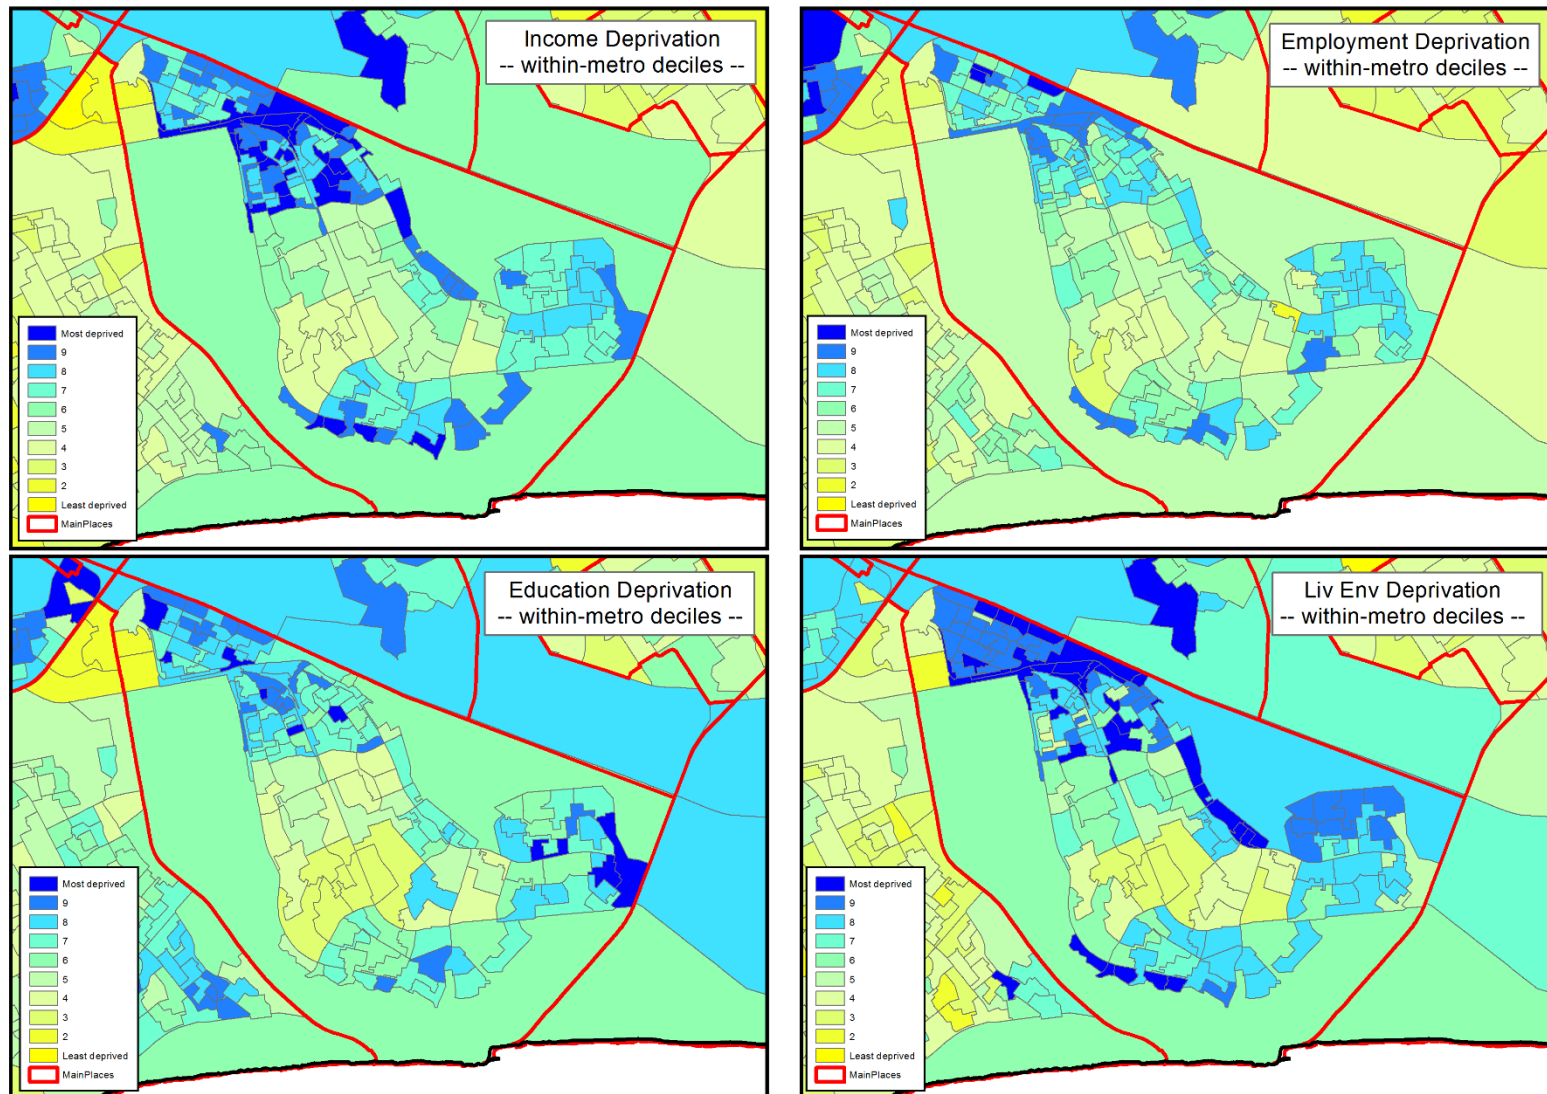 Income Deprivation
-- within-metro deciles --
Most deprived
9
8
7
6
5
4
3
2
Least deprived
MainPlaces
Employment Deprivation
-- within-metro deciles --
Most deprived
9
8
7
6
5
4
3
2
Least deprived
MainPlaces
Education Deprivation
-- within-metro deciles --
Most deprived
9
8
7
6
5
4
3
2
Least deprived
MainPlaces
Liv Env Deprivation
-- within-metro deciles --
Most deprived
9
8
7
6
5
4
3
2
Least deprived
MainPlaces